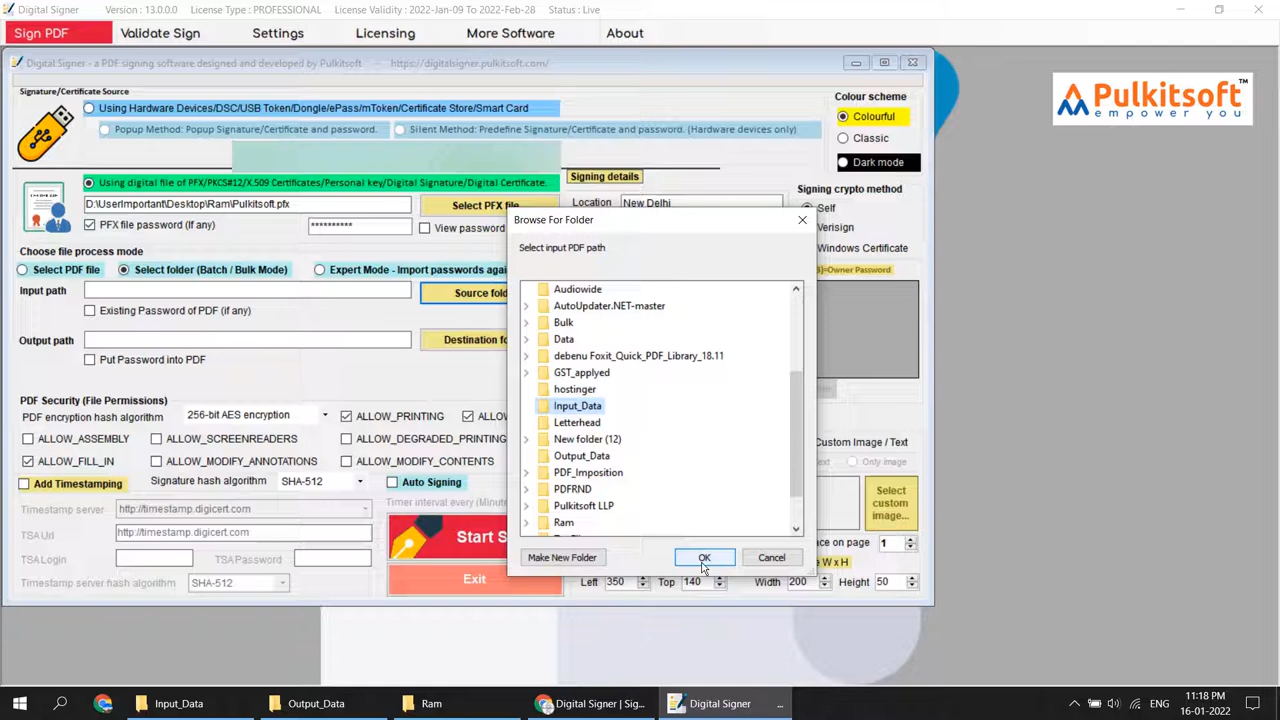 Digital Signer Version : 13.0.0.0 License Type : PROFESSIONAL License Validity : 2022-Jan-09 To 2022-Feb-28 Status : Live
Sign PDF Validate Sign Settings Licensing More Software About
Digital Signer - a PDF signing software designed and developed by Pulkitsoft — https://digitalsigner.pulkitsoft.com/
Pulkitsoft™
empower you
Signature/Certificate Source
Using Hardware Devices/DSC/USB Token/Dongle/ePass/mToken/Certificate Store/Smart Card
Popup Method: Popup Signature/Certificate and password.
Silent Method: Predefine Signature/Certificate and password. (Hardware devices only)
Colour scheme
Colourful
Classic
Dark mode
Using digital file of PFX/PKCS#12/X.509 Certificates/Personal key/Digital Signature/Digital Certificate.
D:\UserImportant\Desktop\Ram\Pulkitsoft.pfx
Select PFX file
PFX file password (If any)
**********
View password
Signing details
Location New Delhi
Signing crypto method
Self
Verisign
Windows Certificate
=Owner Password
Choose file process mode
Select PDF file
Select folder (Batch / Bulk Mode)
Expert Mode - Import passwords
Input path
Source
Existing Password of PDF (if any)
Output path
Destination
Put Password into PDF
Browse For Folder
Select input PDF path
Audiowide
AutoUpdater.NET-master
Bulk
Data
debenu Foxit_Quick_PDF_Library_18.11
GST_applyed
hostinger
Input_Data
Letterhead
New folder (12)
Output_Data
PDF_Imposition
PDFRND
Pulkitsoft LLP
Ram
Make New Folder
OK
Cancel
PDF Security (File Permissions)
PDF encryption hash algorithm 256-bit AES encryption
ALLOW_PRINTING
ALLOW_ASSEMBLY
ALLOW_SCREENREADERS
ALLOW_DEGRADED_PRINTING
ALLOW_FILL_IN
ALLOW_MODIFY_ANNOTATIONS
ALLOW_MODIFY_CONTENTS
Add Timestamping
Signature hash algorithm SHA-512
Auto Signing
Timestamp server http://timestamp.digicert.com
Timer interval every
TSA Url http://timestamp.digicert.com
TSA Login
TSA Password
Timestamp server hash algorithm SHA-512
Start
Exit
Custom Image / Text
Only image
Select custom image...
on page 1
W x H
Left 350 Top 140 Width 200 Height 50
Input_Data
Output_Data
Ram
Digital Signer | Sig...
Digital Signer ...
ENG
11:18 PM
16-01-2022